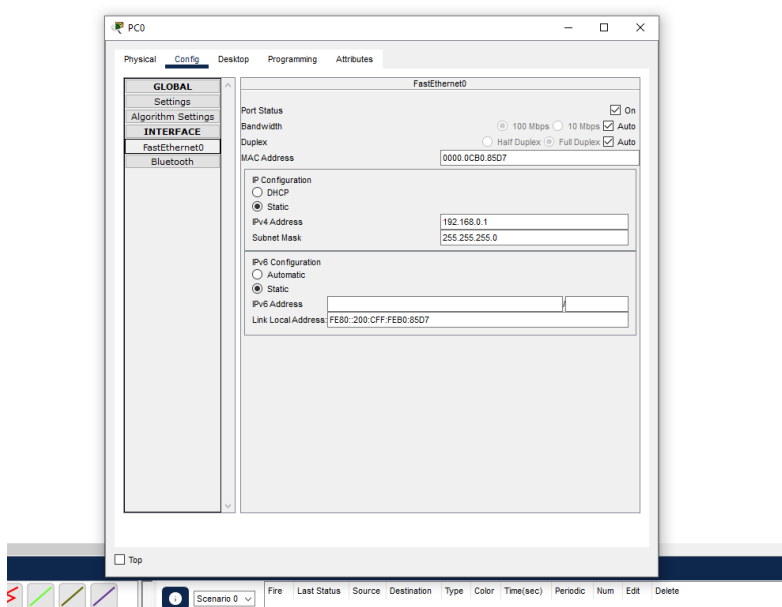 PC0
Physical Config Desktop Programming Attributes
GLOBAL
Settings
Algorithm Settings
INTERFACE
FastEthernet0
Bluetooth
FastEthernet0
Port Status On
Bandwidth 100 Mbps 10 Mbps Auto
Duplex Half Duplex Full Duplex Auto
MAC Address 0000.0CB0.85D7
IP Configuration
DHCP
Static
IPv4 Address 192.168.0.1
Subnet Mask 255.255.255.0
IPv6 Configuration
Automatic
Static
IPv6 Address /
Link Local Address: FE80::200:CFF:FEB0:85D7
Top
Scenario 0 Fire Last Status Source Destination Type Color Time(sec) Periodic Num Edit Delete